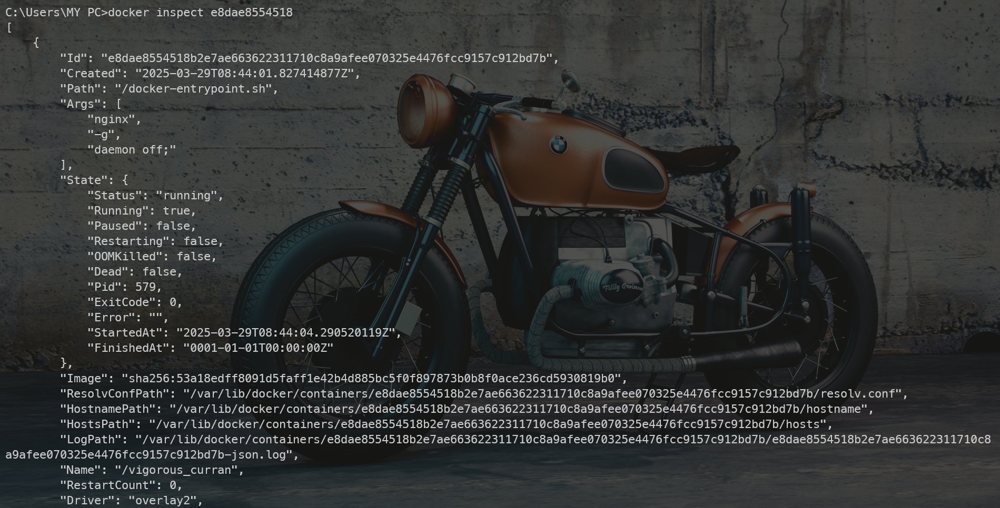 C:\Users\MY PC>docker inspect e8dae8554518
[
    {
        "Id": "e8dae8554518b2e7ae663622311710c8a9afee070325e4476fcc9157c912bd7b",
        "Created": "2025-03-29T08:44:01.827414877Z",
        "Path": "/docker-entrypoint.sh",
        "Args": [
            "nginx",
            "-g",
            "daemon off;"
        ],
        "State": {
            "Status": "running",
            "Running": true,
            "Paused": false,
            "Restarting": false,
            "OOMKilled": false,
            "Dead": false,
            "Pid": 579,
            "ExitCode": 0,
            "Error": "",
            "StartedAt": "2025-03-29T08:44:04.290520119Z",
            "FinishedAt": "0001-01-01T00:00:00Z"
        },
        "Image": "sha256:53a18edff8091d5faff1e42b4d885bc5f0f897873b0b8f0ace236cd5930819b0",
        "ResolvConfPath": "/var/lib/docker/containers/e8dae8554518b2e7ae663622311710c8a9afee070325e4476fcc9157c912bd7b/resolv.conf",
        "HostnamePath": "/var/lib/docker/containers/e8dae8554518b2e7ae663622311710c8a9afee070325e4476fcc9157c912bd7b/hostname",
        "HostsPath": "/var/lib/docker/containers/e8dae8554518b2e7ae663622311710c8a9afee070325e4476fcc9157c912bd7b/hosts",
        "LogPath": "/var/lib/docker/containers/e8dae8554518b2e7ae663622311710c8a9afee070325e4476fcc9157c912bd7b/e8dae8554518b2e7ae663622311710c8
a9afee070325e4476fcc9157c912bd7b-json.log",
        "Name": "/vigorous_curran",
        "RestartCount": 0,
        "Driver": "overlay2",